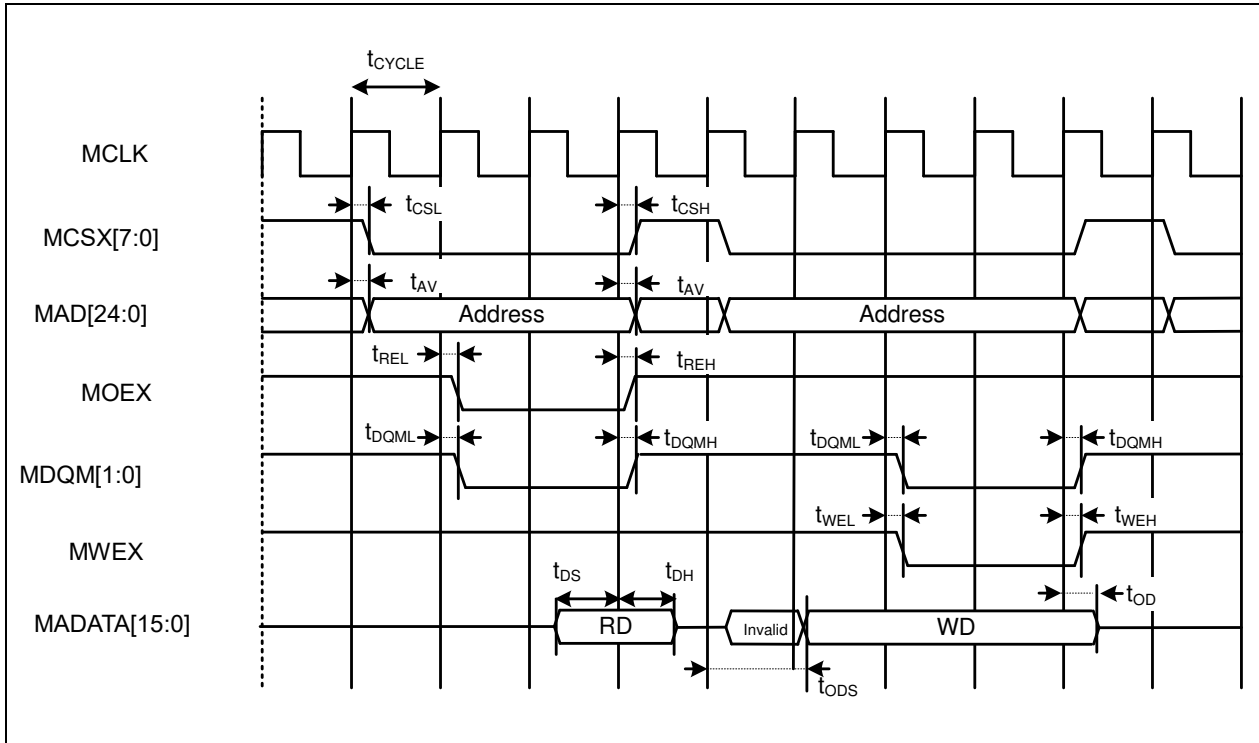 tCYCLE
MCLK
tCSL
tCSH
MCSX[7:0]
tAV
tAV
MAD[24:0]
Address
Address
tREL
tREH
MOEX
tDQML
tDQMH
tDQML
tDQMH
MDQM[1:0]
tWEL
tWEH
MWEX
tDS
tDH
tOD
MADATA[15:0]
RD
Invalid
WD
tODS